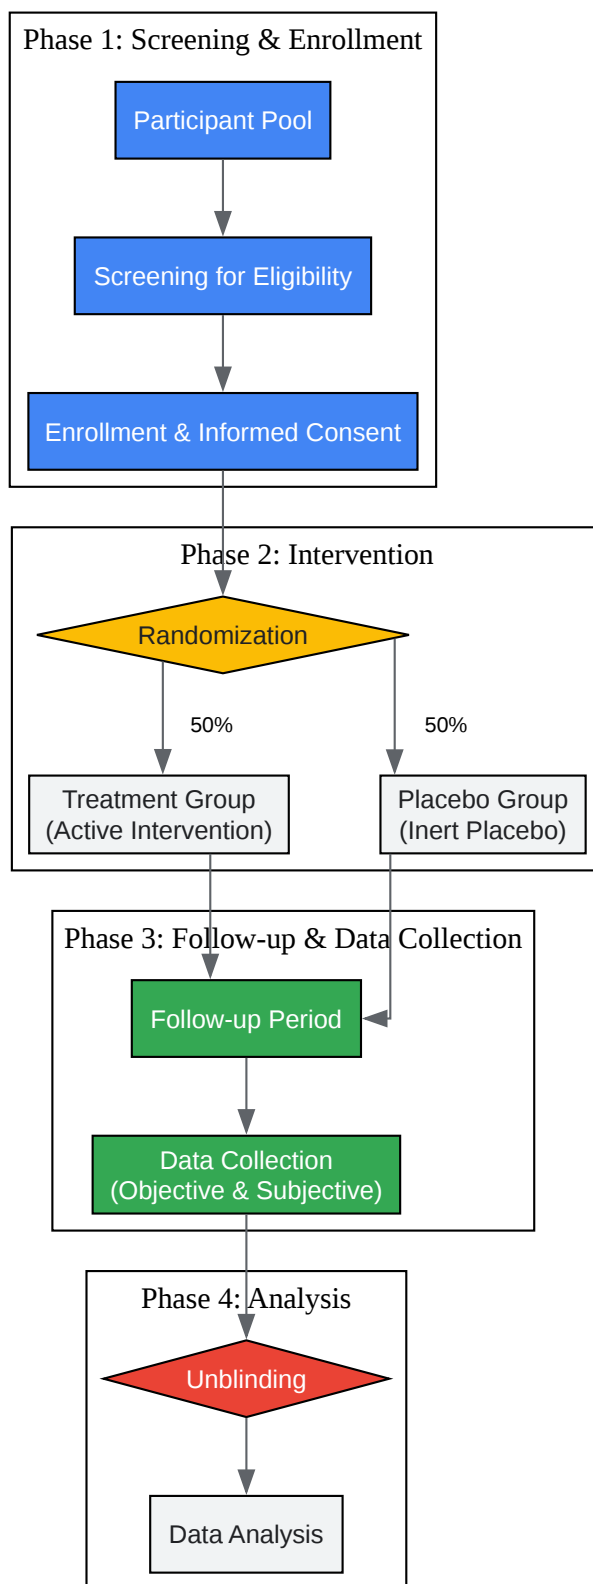 Phase 1: Screening & Enrollment
Participant Pool
Screening for Eligibility
Enrollment & Informed Consent
Phase 2: Intervention
Randomization
50%
50%
Treatment Group
(Active Intervention)
Placebo Group
(Inert Placebo)
Phase 3: Follow-up & Data Collection
Follow-up Period
Data Collection
(Objective & Subjective)
Phase 4: Analysis
Unblinding
Data Analysis